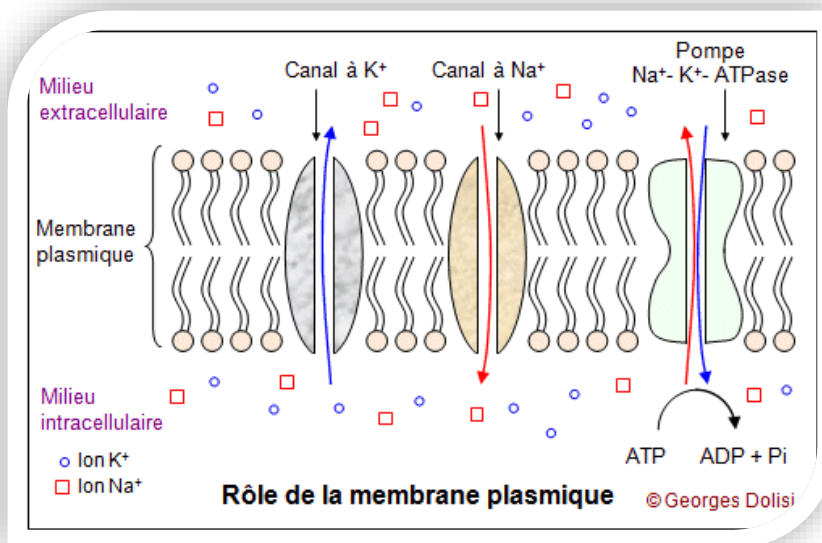 Pompe
Canal à K⁺
Canal à Na⁺
Na⁺- K⁺- ATPase
Milieu
extracellulaire
Membrane
plasmique
Milieu
intracellulaire
Ion K⁺
Ion Na⁺
ATP
ADP + Pi
Rôle de la membrane plasmique
©Georges Dolisi